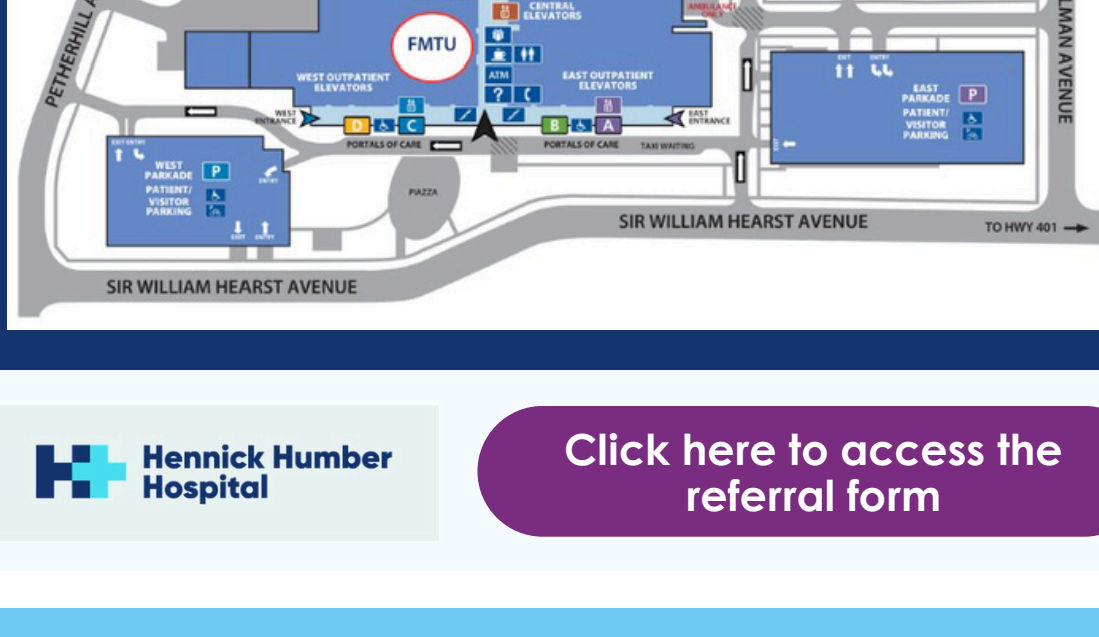 PETHERHILL A
CENTRAL
ELEVATORS
AMBULANCE
ONLY
LMAN AVENUE
FMTU
ATM
?
WEST OUTPATIENT
ELEVATORS
EAST OUTPATIENT
ELEVATORS
WEST
ENTRANCE
D
C
B
A
EAST
ENTRANCE
PORTALS OF CARE
PORTALS OF CARE
TAXI WAITING
EXIT
ENTRY
EAST
PARKADE
P
PATIENT/
VISITOR
PARKING
EXIT
EXIT ENTRY
WEST
PARKADE
P
PATIENT/
VISITOR
PARKING
ENTRY
EXIT
ENTRY
PIAZZA
SIR WILLIAM HEARST AVENUE
TO HWY 401
SIR WILLIAM HEARST AVENUE
Hennick Humber
Hospital
Click here to access the
referral form